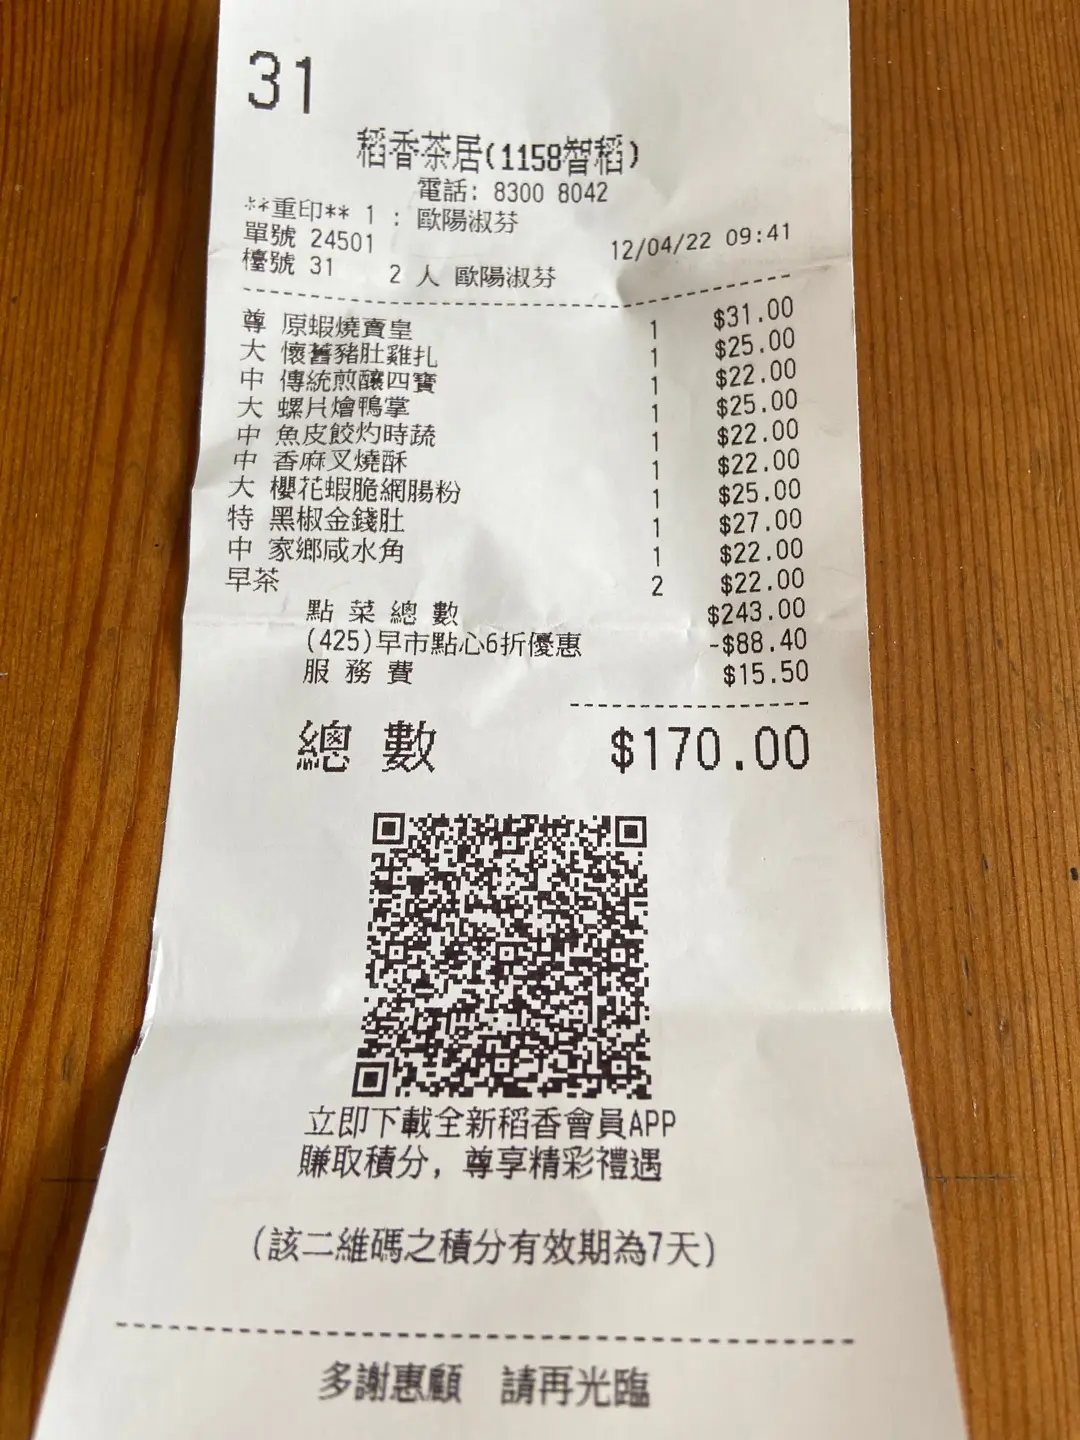 31
稻香茶居(1158智稻)
電話: 8300 8042
**重印** 1 : 歐陽淑芬
單號 24501 12/04/22 09:41
檯號 31 2 人 歐陽淑芬
尊 原蝦燒賣皇 1 $31.00
大 懷舊豬肚雞扎 1 $25.00
中 傳統煎釀四寶 1 $22.00
大 螺片燴鴨掌 1 $25.00
中 魚皮餃灼時蔬 1 $22.00
中 香麻叉燒酥 1 $22.00
大 櫻花蝦脆網腸粉 1 $25.00
特 黑椒金錢肚 1 $27.00
中 家鄉咸水角 1 $22.00
早茶 2 $22.00
點菜總數 $243.00
(425)早市點心6折優惠 -$88.40
服務費 $15.50
總數 $170.00
立即下載全新稻香會員APP
賺取積分, 尊享精彩禮遇
(該二維碼之積分有效期為7天)
多謝惠顧 請再光臨